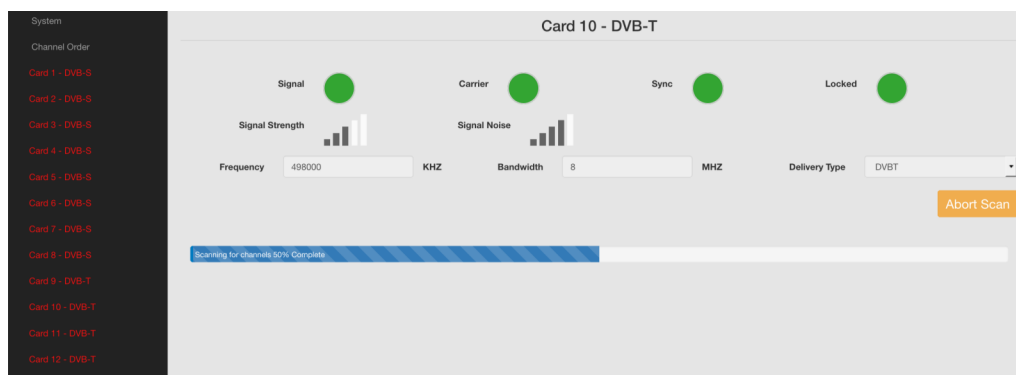 System
Channel Order
Card 1 - DVB-S
Card 2 - DVB-S
Card 3 - DVB-S
Card 4 - DVB-S
Card 5 - DVB-S
Card 6 - DVB-S
Card 7 - DVB-S
Card 8 - DVB-S
Card 9 - DVB-T
Card 10 - DVB-T
Card 11 - DVB-T
Card 12 - DVB-T
Card 10 - DVB-T
Signal Carrier Sync Locked
Signal Strength Signal Noise
Frequency 498000 KHZ Bandwidth 8 MHZ Delivery Type DVBT
Abort Scan
Scanning for channels 50% Complete